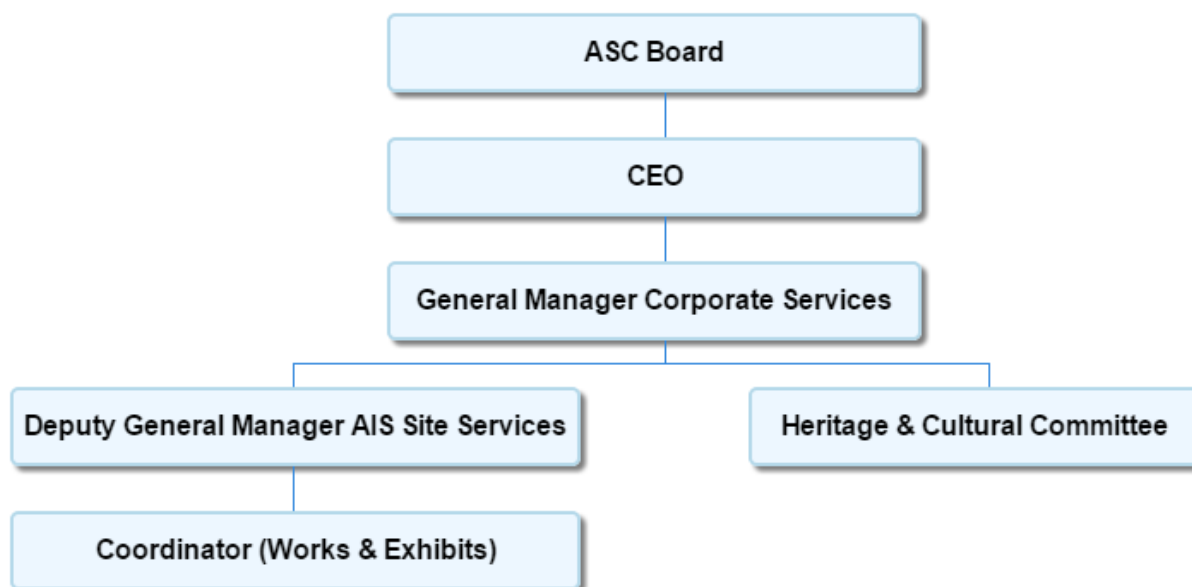 ASC Board
CEO
General Manager Corporate Services
Deputy General Manager AIS Site Services
Heritage & Cultural Committee
Coordinator (Works & Exhibits)